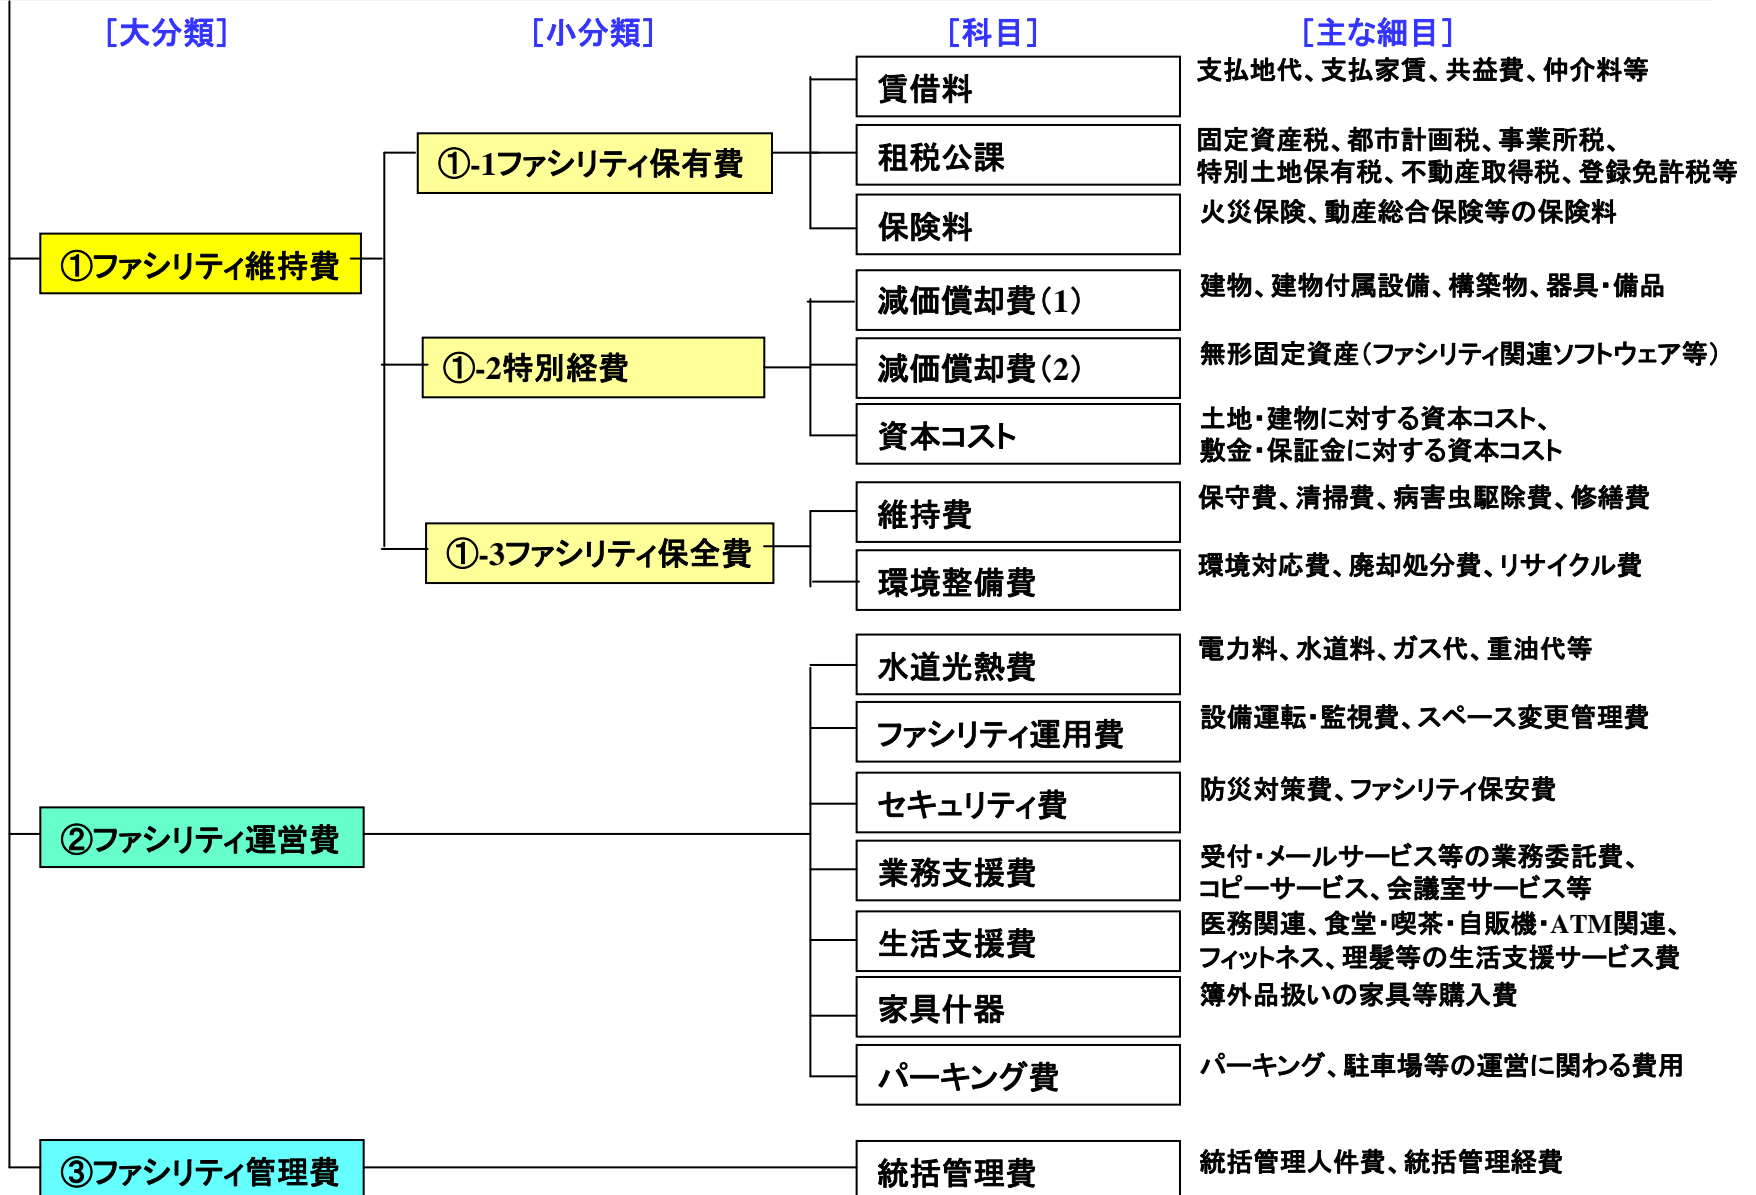 [大分類] [小分類] [科目] [主な細目]
賃借料 支払地代、支払家賃、共益費、仲介料等
①-1ファシリティ保有費
租税公課 固定資産税、都市計画税、事業所税、
特別土地保有税、不動産取得税、登録免許税等
保険料 火災保険、動産総合保険等の保険料
①ファシリティ維持費
減価償却費(1) 建物、建物付属設備、構築物、器具・備品
①-2特別経費
減価償却費(2) 無形固定資産(ファシリティ関連ソフトウェア等)
資本コスト 土地・建物に対する資本コスト、
敷金・保証金に対する資本コスト
維持費 保守費、清掃費、病害虫駆除費、修繕費
①-3ファシリティ保全費
環境整備費 環境対応費、廃却処分費、リサイクル費
水道光熱費 電力料、水道料、ガス代、重油代等
ファシリティ運用費 設備運転・監視費、スペース変更管理費
セキュリティ費 防災対策費、ファシリティ保安費
②ファシリティ運営費
業務支援費 受付・メールサービス等の業務委託費、
コピーサービス、会議室サービス等
生活支援費 医務関連、食堂・喫茶・自販機・ATM関連、
フィットネス、理髪等の生活支援サービス費
家具什器 簿外品扱いの家具等購入費
パーキング費 パーキング、駐車場等の運営に関わる費用
③ファシリティ管理費 統括管理費 統括管理人件費、統括管理経費